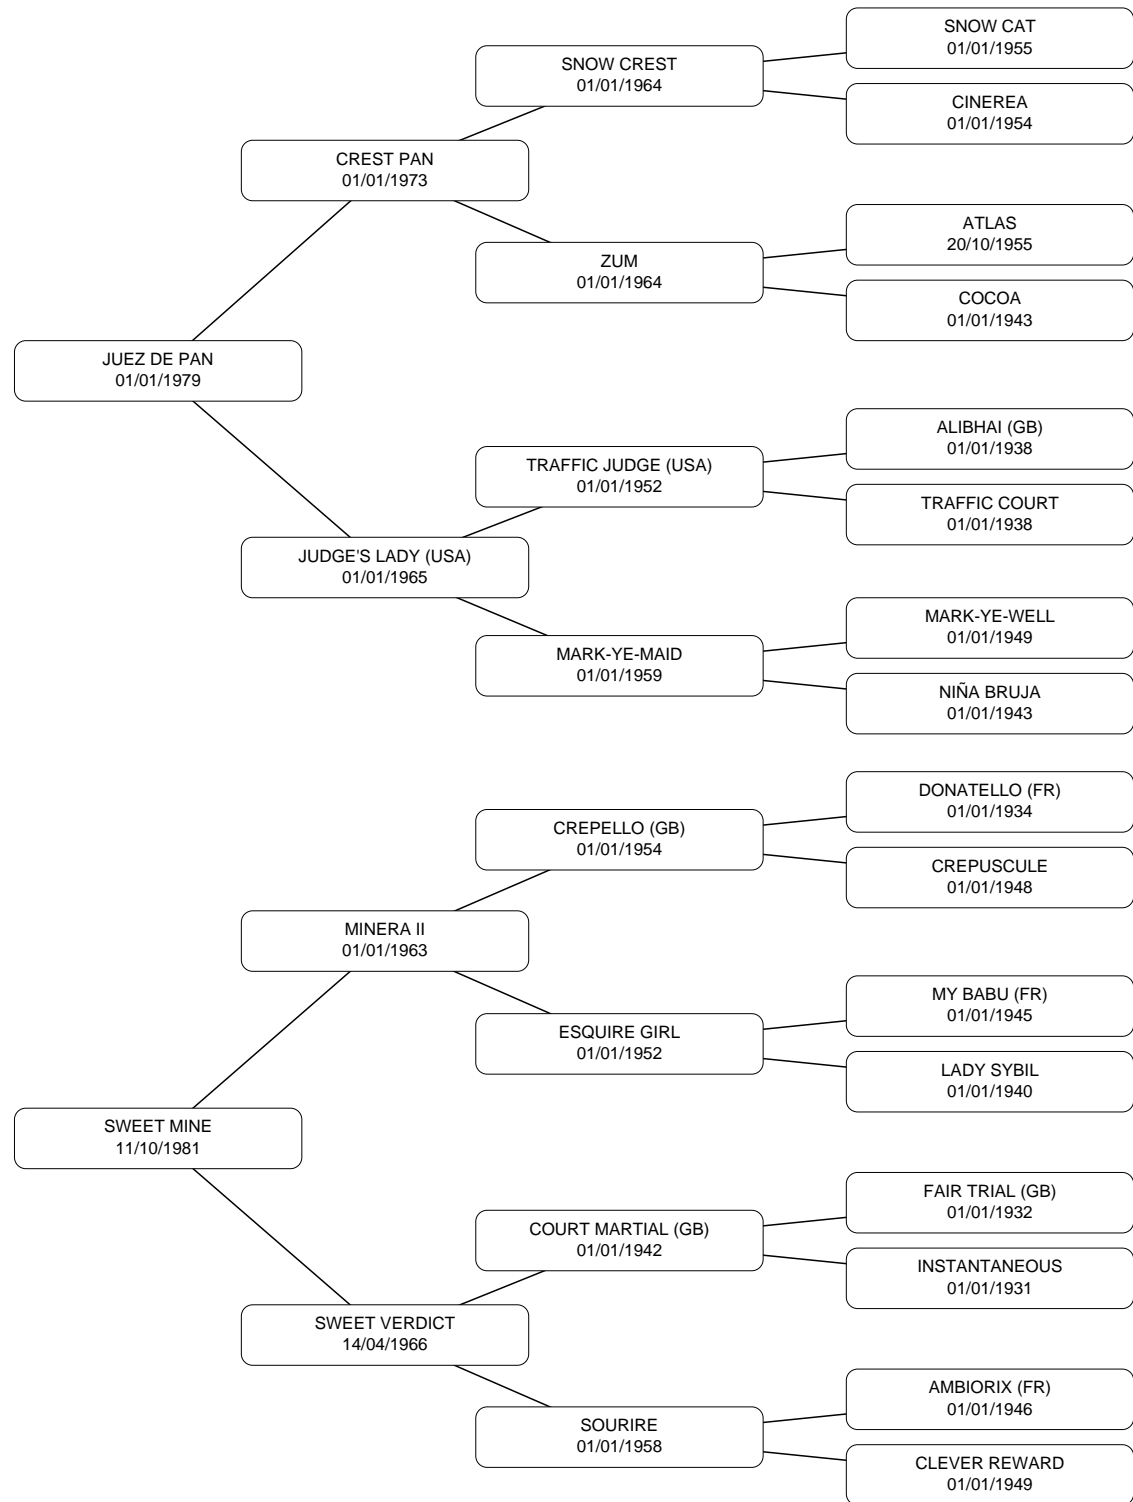 SNOW CAT
01/01/1955
SNOW CREST
01/01/1964
CINEREA
01/01/1954
CREST PAN
01/01/1973
ATLAS
20/10/1955
ZUM
01/01/1964
COCOA
01/01/1943
JUEZ DE PAN
01/01/1979
ALIBHAI (GB)
01/01/1938
TRAFFIC JUDGE (USA)
01/01/1952
TRAFFIC COURT
01/01/1938
JUDGE'S LADY (USA)
01/01/1965
MARK-YE-WELL
01/01/1949
MARK-YE-MAID
01/01/1959
NIÑA BRUJA
01/01/1943
DONATELLO (FR)
01/01/1934
CREPELLO (GB)
01/01/1954
CREPUSCULE
01/01/1948
MINERA II
01/01/1963
MY BABU (FR)
01/01/1945
ESQUIRE GIRL
01/01/1952
LADY SYBIL
01/01/1940
SWEET MINE
11/10/1981
FAIR TRIAL (GB)
01/01/1932
COURT MARTIAL (GB)
01/01/1942
INSTANTANEOUS
01/01/1931
SWEET VERDICT
14/04/1966
AMBIORIX (FR)
01/01/1946
SOURIRE
01/01/1958
CLEVER REWARD
01/01/1949